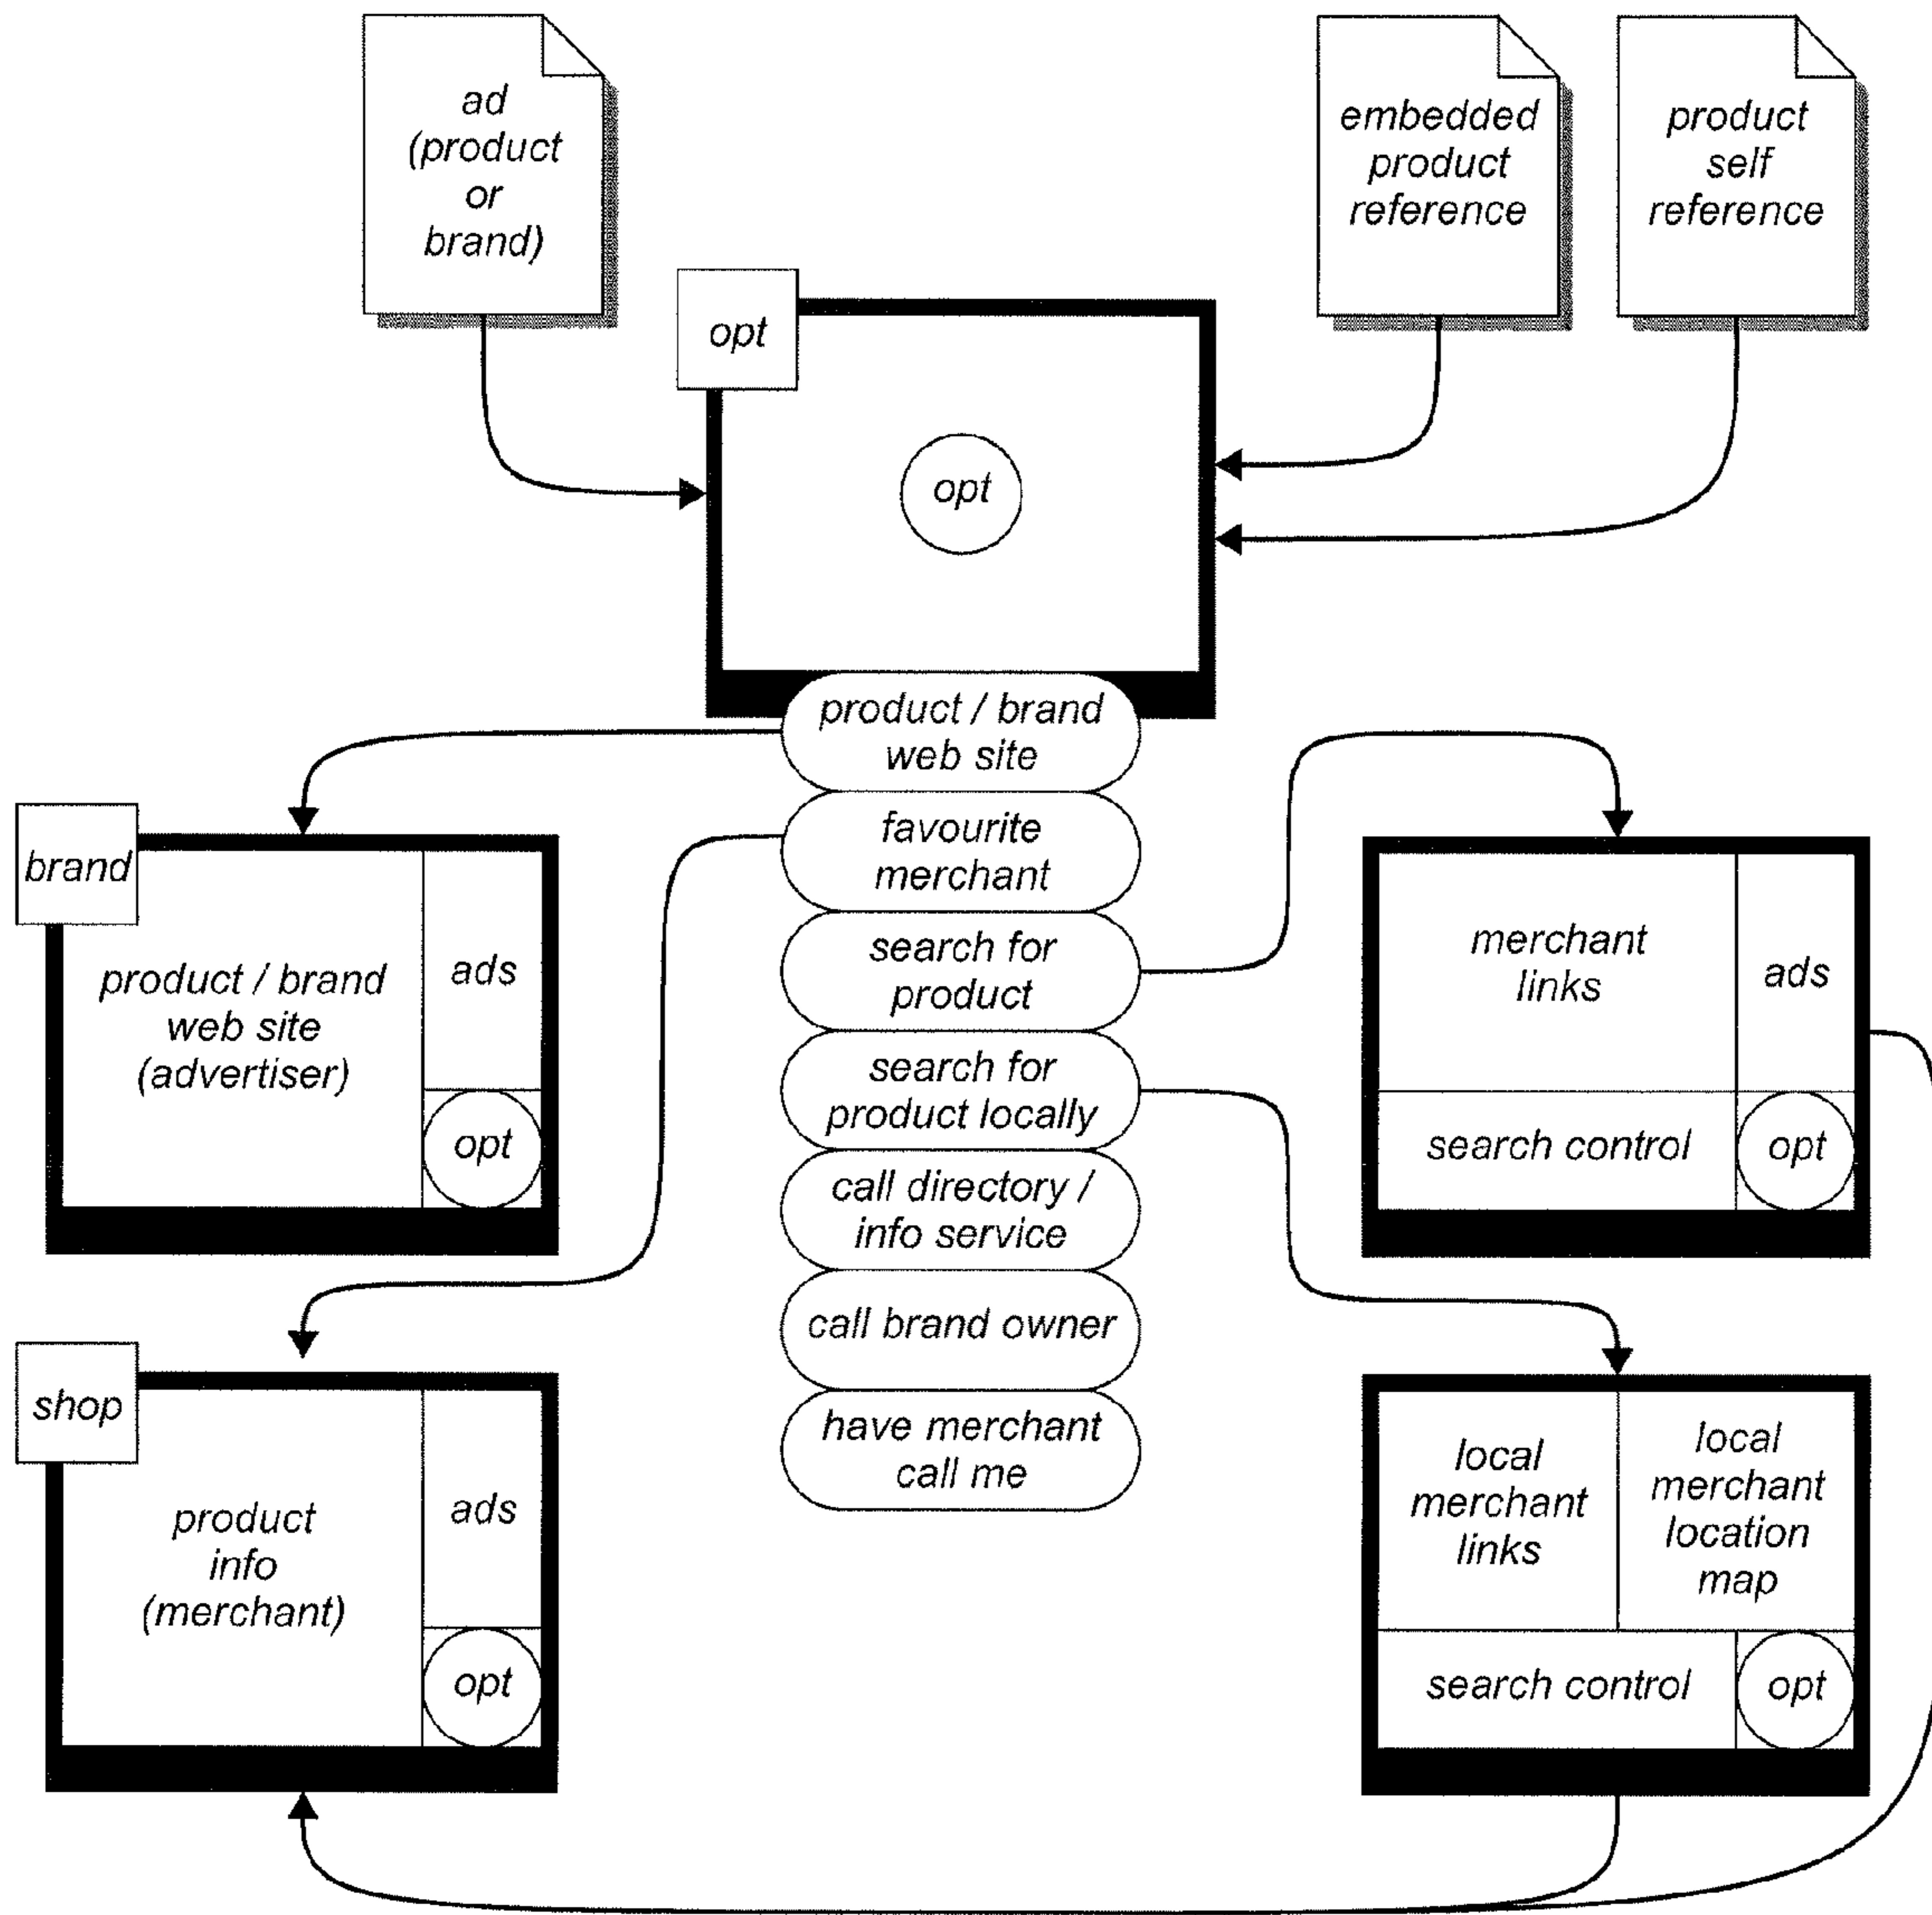 ad
(product
or
brand)
embedded
product
reference
product
self
reference
opt
opt
product / brand
web site
favourite
merchant
search for
product
search for
product locally
call directory /
info service
call brand owner
have merchant
call me
brand
product / brand
web site
(advertiser)
ads
opt
merchant
links
ads
search control
opt
shop
product
info
(merchant)
ads
opt
local
merchant
links
local
merchant
location
map
search control
opt